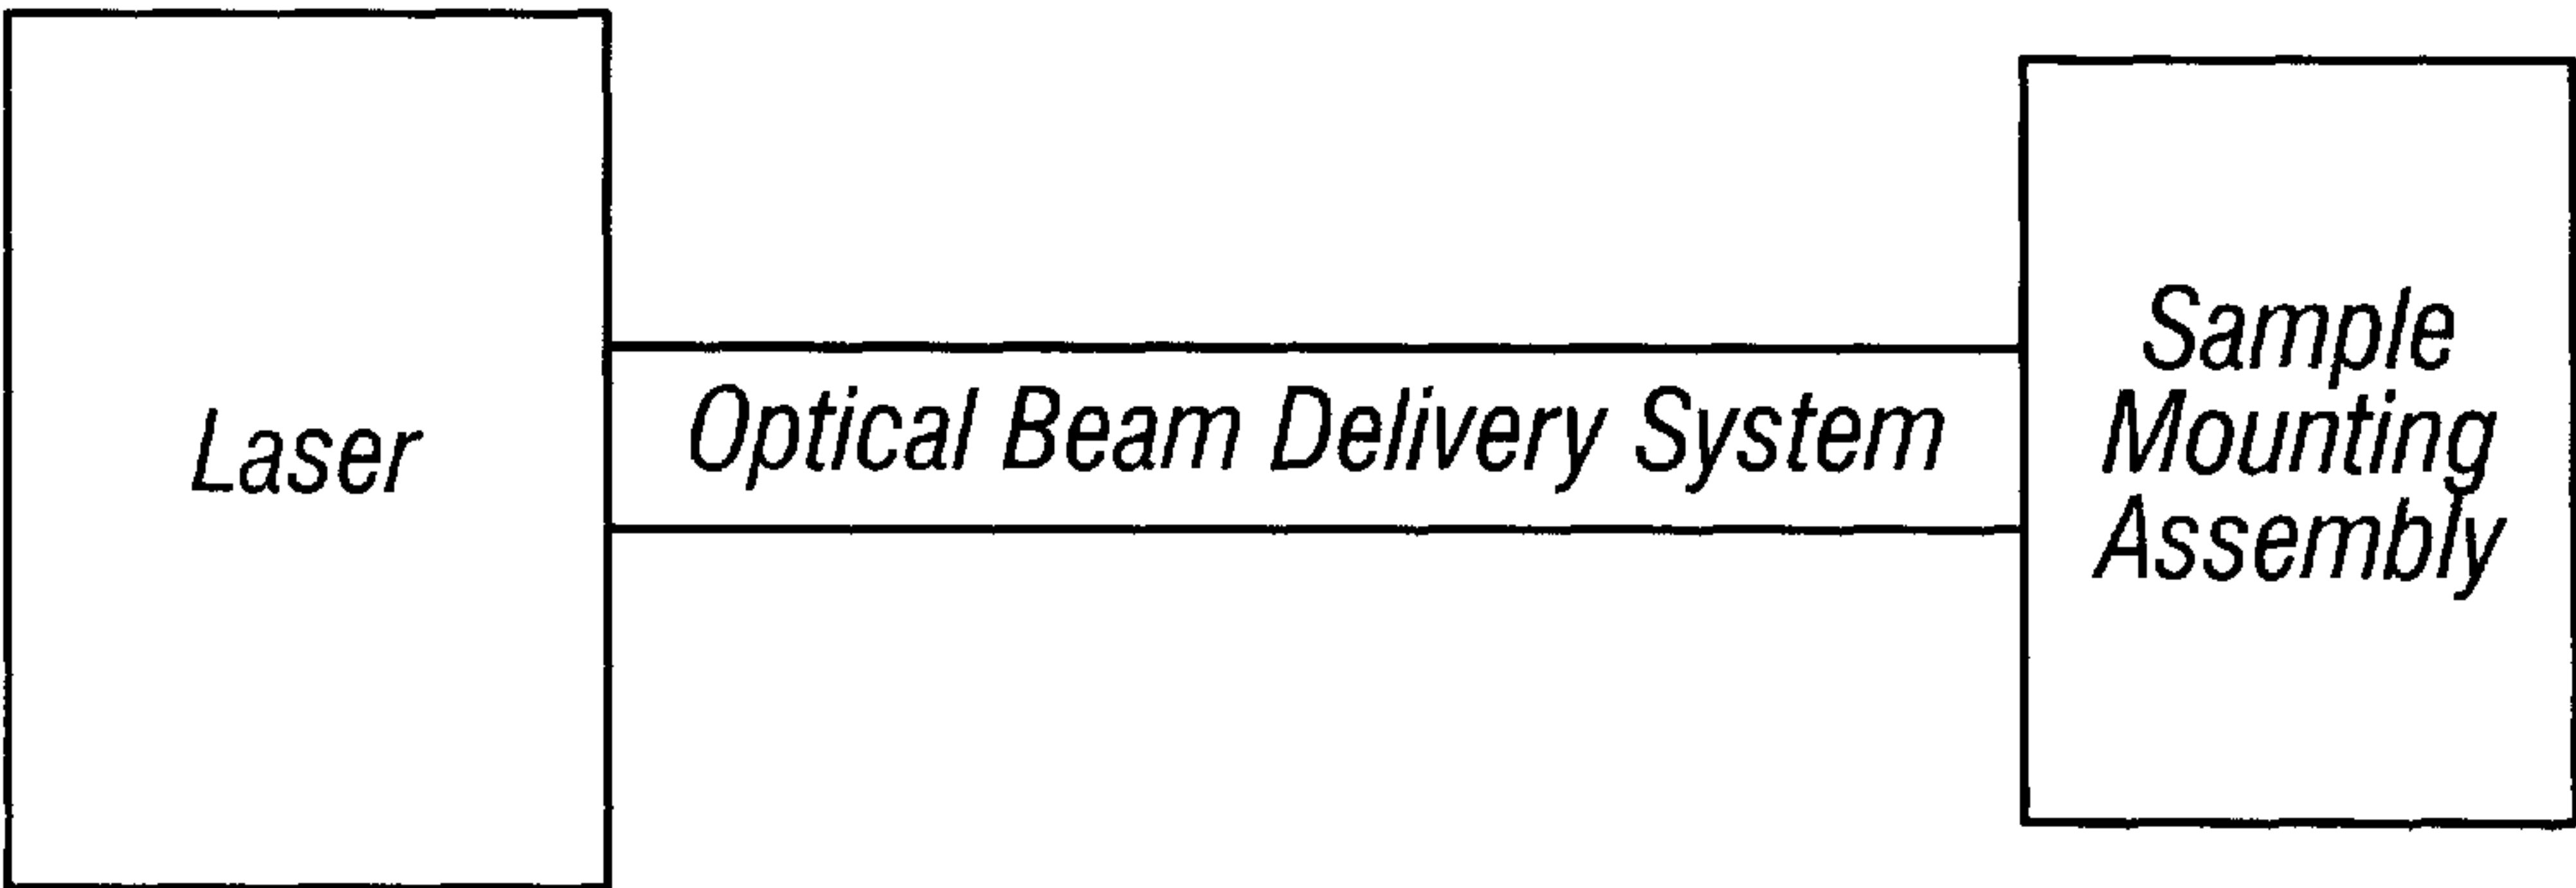 Laser
Optical Beam Delivery System
Sample
Mounting
Assembly